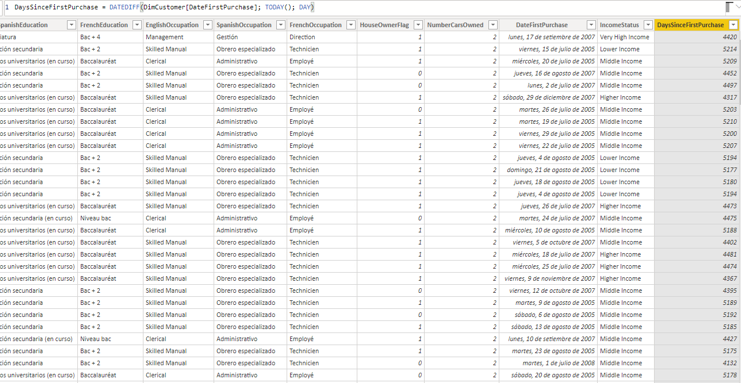 1 DaysSinceFirstPurchase = DATEDIFF(DimCustomer[DateFirstPurchase]; TODAY(); DAY)
panishEducation FrenchEducation EnglishOccupation SpanishOccupation FrenchOccupation HouseOwnerFlag NumberCarsOwned DateFirstPurchase IncomeStatus DaysSinceFirstPurchase
iatura Bac + 4 Management Gestión Direction 1 2 lunes, 17 de setiembre de 2007 Very High Income 4420
ción secundaria Bac + 2 Skilled Manual Obrero especializado Technicien 1 2 viernes, 15 de julio de 2005 Lower Income 5214
os universitarios (en curso) Baccalauréat Clerical Administrativo Employé 1 2 miércoles, 20 de julio de 2005 Middle Income 5209
ción secundaria Bac + 2 Skilled Manual Obrero especializado Technicien 0 2 jueves, 16 de agosto de 2007 Middle Income 4452
ción secundaria Bac + 2 Skilled Manual Obrero especializado Technicien 0 2 lunes, 2 de julio de 2007 Middle Income 4497
os universitarios (en curso) Baccalauréat Skilled Manual Obrero especializado Technicien 1 2 sábado, 29 de diciembre de 2007 Higher Income 4317
ción secundaria Bac + 2 Clerical Administrativo Employé 0 2 martes, 26 de julio de 2005 Middle Income 5203
os universitarios (en curso) Baccalauréat Clerical Administrativo Employé 1 2 martes, 19 de julio de 2005 Middle Income 5210
os universitarios (en curso) Baccalauréat Clerical Administrativo Employé 1 2 viernes, 29 de julio de 2005 Middle Income 5200
os universitarios (en curso) Baccalauréat Clerical Administrativo Employé 1 2 viernes, 22 de julio de 2005 Middle Income 5207
ción secundaria Bac + 2 Skilled Manual Obrero especializado Technicien 1 2 jueves, 4 de agosto de 2005 Lower Income 5194
ción secundaria Bac + 2 Skilled Manual Obrero especializado Technicien 1 2 domingo, 21 de agosto de 2005 Lower Income 5177
ción secundaria Bac + 2 Skilled Manual Obrero especializado Technicien 1 2 jueves, 18 de agosto de 2005 Lower Income 5180
ción secundaria Bac + 2 Skilled Manual Obrero especializado Technicien 1 2 jueves, 4 de agosto de 2005 Lower Income 5194
os universitarios (en curso) Baccalauréat Skilled Manual Obrero especializado Technicien 1 2 jueves, 26 de julio de 2007 Higher Income 4473
ción secundaria (en curso) Niveau bac Clerical Administrativo Employé 0 2 martes, 24 de julio de 2007 Middle Income 4475
os universitarios (en curso) Baccalauréat Clerical Administrativo Employé 1 2 miércoles, 10 de agosto de 2005 Middle Income 5188
ción secundaria Bac + 2 Skilled Manual Obrero especializado Technicien 1 2 viernes, 5 de octubre de 2007 Middle Income 4402
os universitarios (en curso) Baccalauréat Skilled Manual Obrero especializado Technicien 1 2 miércoles, 18 de julio de 2007 Higher Income 4481
os universitarios (en curso) Baccalauréat Skilled Manual Obrero especializado Technicien 1 2 miércoles, 25 de julio de 2007 Higher Income 4474
os universitarios (en curso) Baccalauréat Skilled Manual Obrero especializado Technicien 1 2 viernes, 9 de noviembre de 2007 Higher Income 4367
ción secundaria Bac + 2 Clerical Administrativo Employé 0 2 viernes, 12 de octubre de 2007 Middle Income 4395
ción secundaria Bac + 2 Skilled Manual Obrero especializado Technicien 1 2 martes, 9 de agosto de 2005 Middle Income 5189
ción secundaria Bac + 2 Skilled Manual Obrero especializado Technicien 0 2 sábado, 6 de agosto de 2005 Middle Income 5192
ción secundaria Bac + 2 Skilled Manual Obrero especializado Technicien 1 2 sábado, 13 de agosto de 2005 Middle Income 5185
ción secundaria (en curso) Niveau bac Clerical Administrativo Employé 1 2 lunes, 10 de setiembre de 2007 Middle Income 4427
ción secundaria Bac + 2 Skilled Manual Obrero especializado Technicien 1 2 martes, 23 de agosto de 2005 Middle Income 5175
ción secundaria Bac + 2 Skilled Manual Obrero especializado Technicien 0 2 martes, 1 de julio de 2008 Middle Income 4132
os universitarios (en curso) Baccalauréat Clerical Administrativo Employé 0 2 sábado, 20 de agosto de 2005 Middle Income 5178